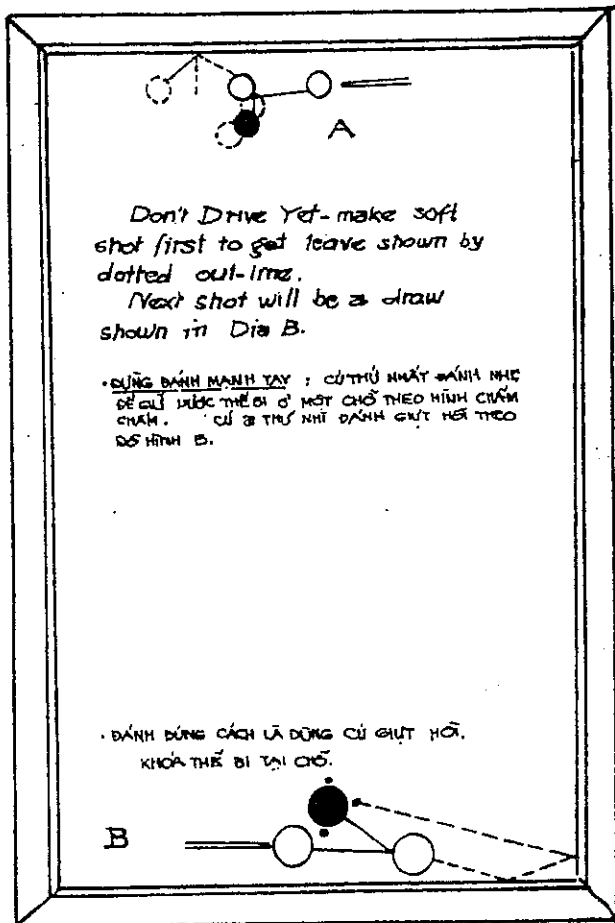 A
Don't Drive Yet - make soft
shot first to get leave shown by
dotted out-line.
Next shot will be a draw
shown in Dia B.
• ĐỪNG ĐÁNH MẠNH TAY : CÚ THỨ NHẤT ĐÁNH NHẸ
ĐỂ GIỮ ĐƯỢC THẾ BI Ở MỘT CHỖ THEO HÌNH CHẤM
CHẤM. CÚ THỨ NHÌ ĐÁNH GIỰT HỒI THEO
ĐỒ HÌNH B.
• ĐÁNH ĐÚNG CÁCH LÀ DÙNG CÚ GIỰT HỒI.
KHÓA THẾ BI TẠI CHỖ.
B